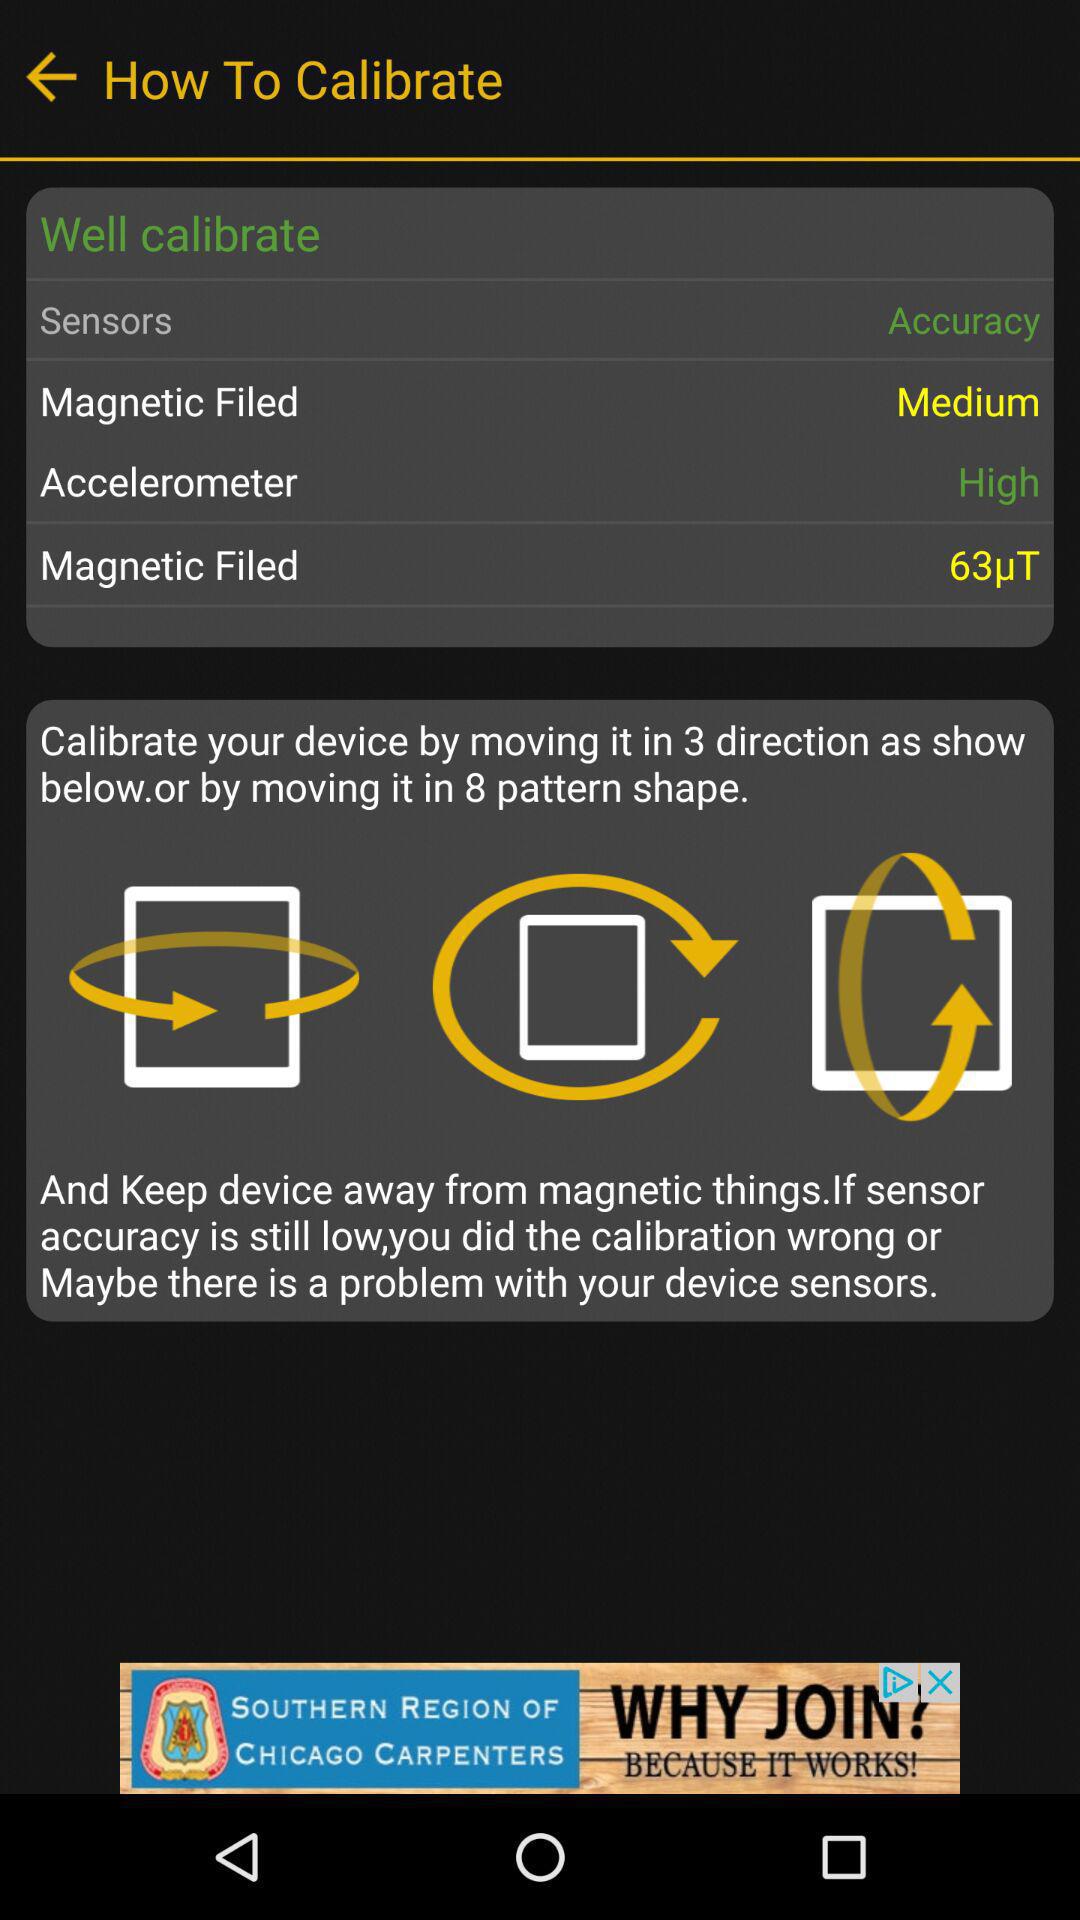 How To Calibrate
Well calibrate
Sensors Accuracy
Magnetic Filed Medium
Accelerometer High
Magnetic Filed 63µT
Calibrate your device by moving it in 3 direction as show
below.or by moving it in 8 pattern shape.
And Keep device away from magnetic things.If sensor
accuracy is still low,you did the calibration wrong or
Maybe there is a problem with your device sensors.
SOUTHERN REGION OF
CHICAGO CARPENTERS
WHY JOIN?
BECAUSE IT WORKS!